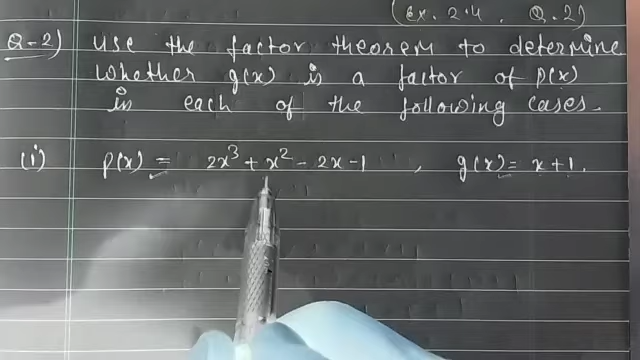 (Ex. 2.4, Q.2)
Q-2) Use the factor theorem to determine
whether g(x) is a factor of p(x)
in each of the following cases.
(i) p(x) = 2x³ + x² - 2x - 1 , g(x) = x + 1.